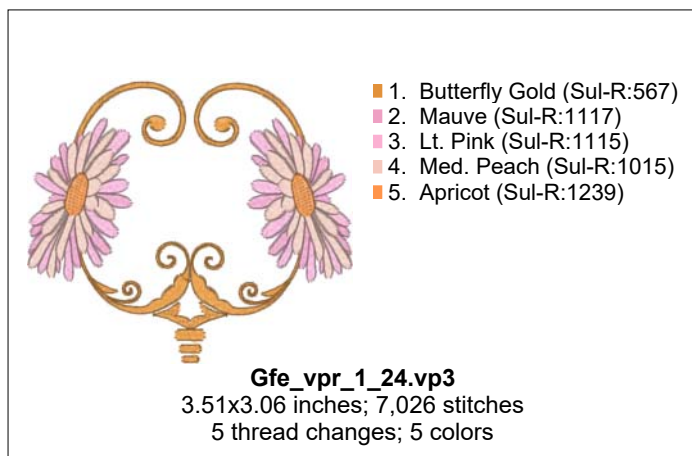 1. Butterfly Gold (Sul-R:567)
2. Mauve (Sul-R:1117)
3. Lt. Pink (Sul-R:1115)
4. Med. Peach (Sul-R:1015)
5. Apricot (Sul-R:1239)
Gfe_vpr_1_24.vp3
3.51x3.06 inches; 7,026 stitches
5 thread changes; 5 colors